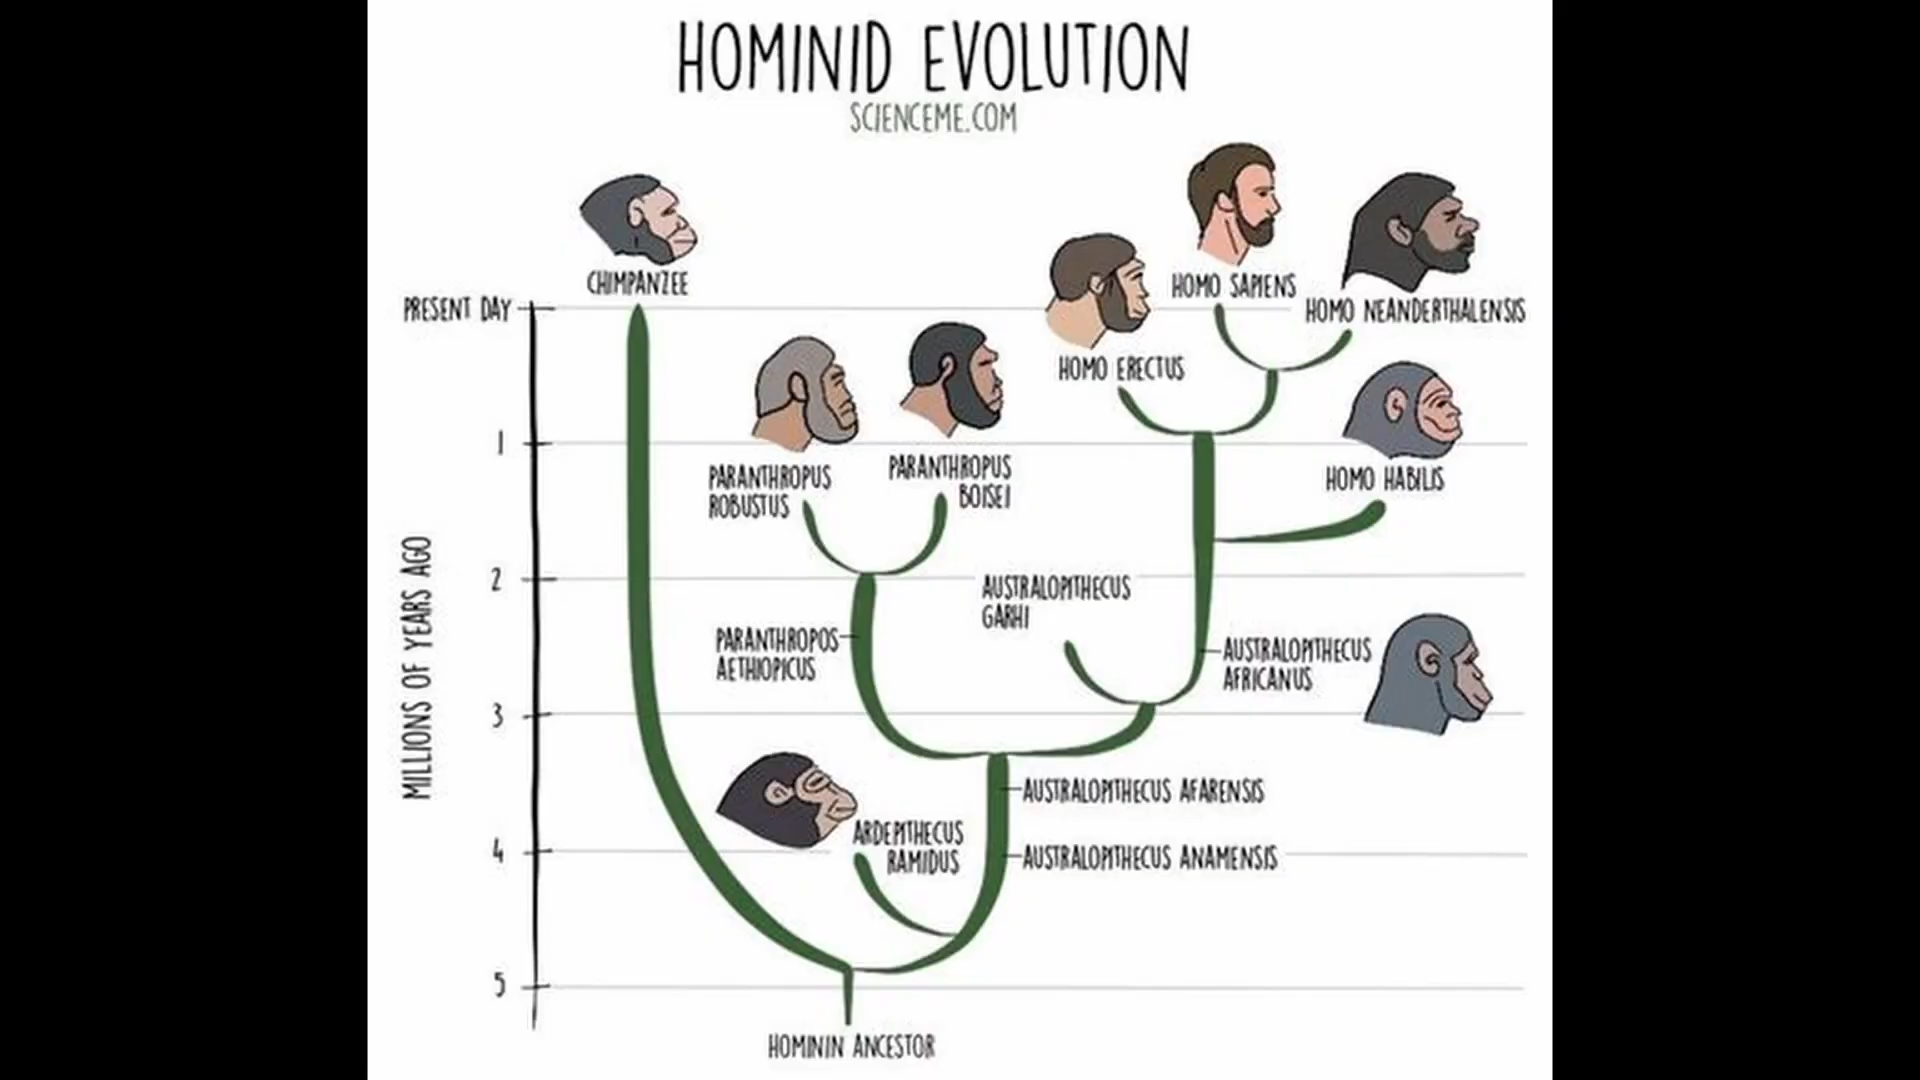 HOMINID EVOLUTION
SCIENCEME.COM
CHIMPANZEE
HOMO SAPIENS
PRESENT DAY
HOMO NEANDERTHALENSIS
HOMO ERECTUS
1
PARANTHROPUS
ROBUSTUS
PARANTHROPUS
BOISEI
HOMO HABILIS
2
AUSTRALOPITHECUS
GARHI
PARANTHROPOS
AETHIOPICUS
AUSTRALOPITHECUS
AFRICANUS
MILLIONS OF YEARS AGO
3
AUSTRALOPITHECUS AFARENSIS
ARDEPITHECUS
RAMIDUS
4
AUSTRALOPITHECUS ANAMENSIS
5
HOMININ ANCESTOR